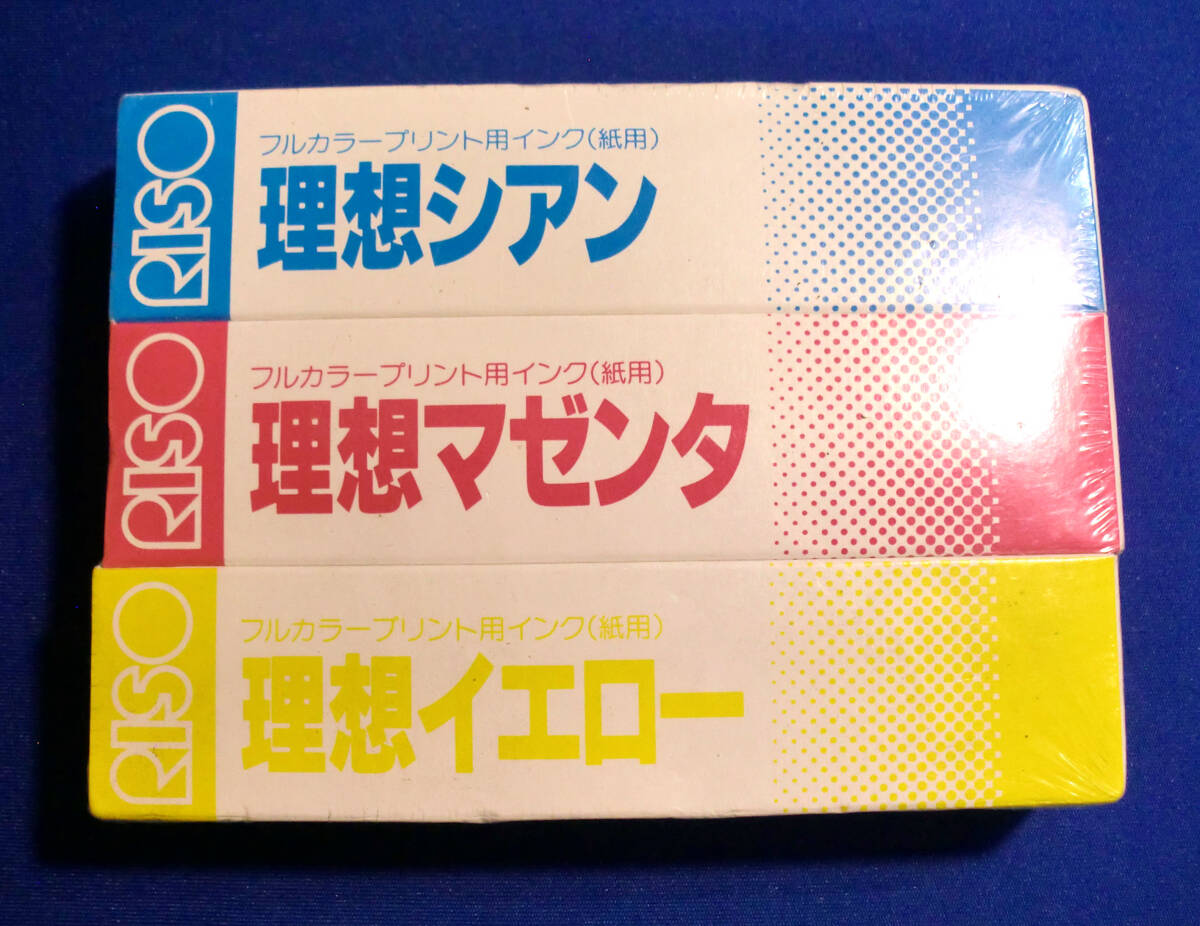 RISO
フルカラープリント用インク(紙用)
理想シアン
RISO
フルカラープリント用インク(紙用)
理想マゼンタ
RISO
フルカラープリント用インク(紙用)
理想イエロー